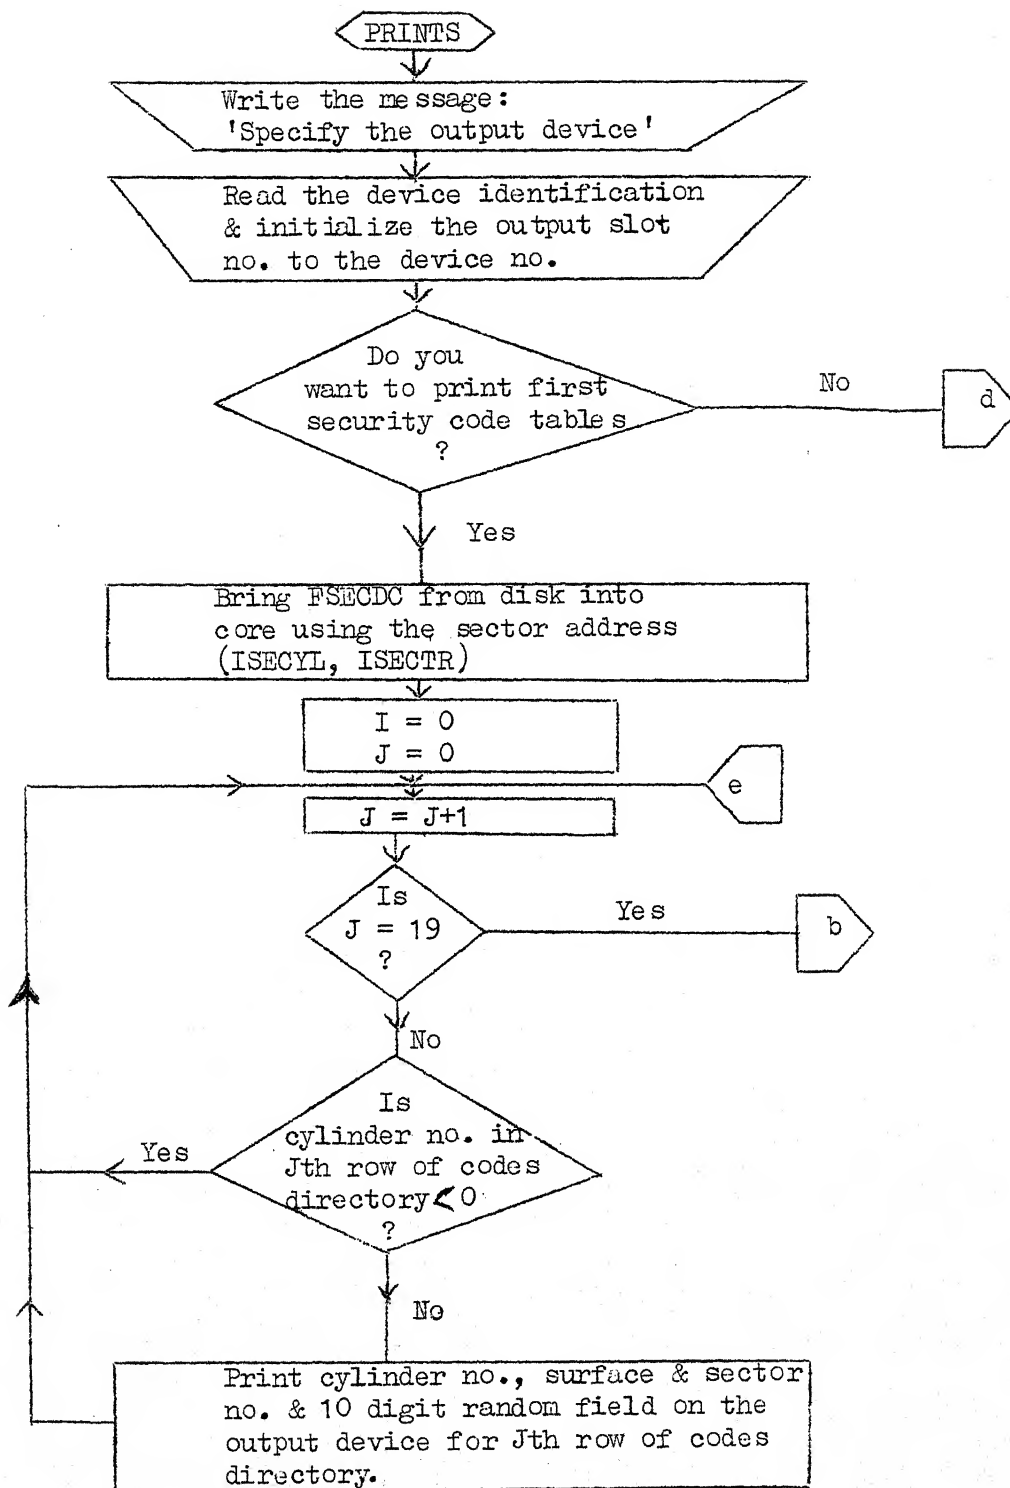 PRINTS
Write the message:
'Specify the output device'
Read the device identification
& initialize the output slot
no. to the device no.
Do you
want to print first
security code tables
?
No
d
Yes
Bring FSECDC from disk into
core using the sector address
(ISECYL, ISECTR)
I = 0
J = 0
e
J = J+1
Is
J = 19
?
Yes
b
No
Is
cylinder no. in
Jth row of codes
directory<0
?
Yes
No
Print cylinder no., surface & sector
no. & 10 digit random field on the
output device for Jth row of codes
directory.